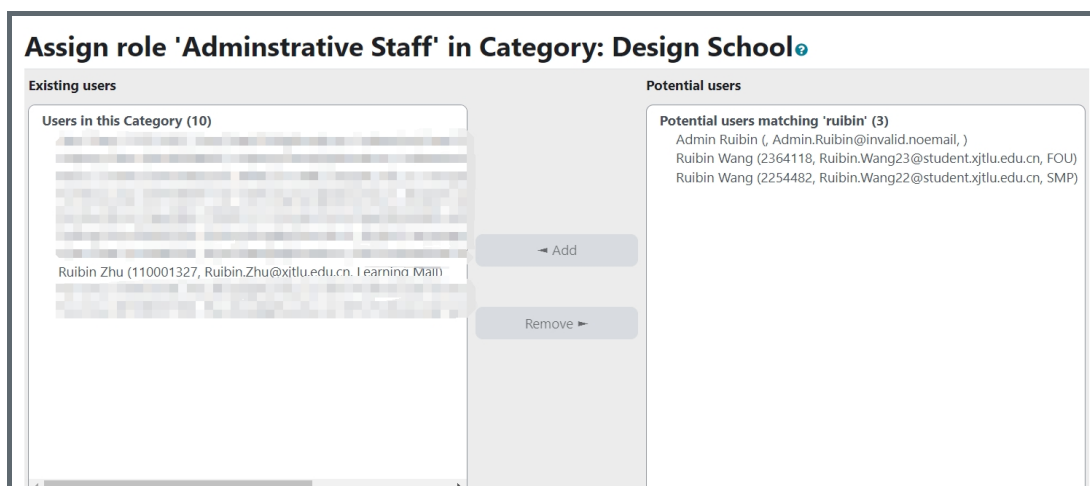 Assign role 'Adminstrative Staff' in Category: Design School
Existing users
Potential users
Users in this Category (10)
Ruibin Zhu (110001327, Ruibin.Zhu@xjtlu.edu.cn, Learning Mall)
◄ Add
Remove ►
Potential users matching 'ruibin' (3)
Admin Ruibin (, Admin.Ruibin@invalid.noemail, )
Ruibin Wang (2364118, Ruibin.Wang23@student.xjtlu.edu.cn, FOU)
Ruibin Wang (2254482, Ruibin.Wang22@student.xjtlu.edu.cn, SMP)